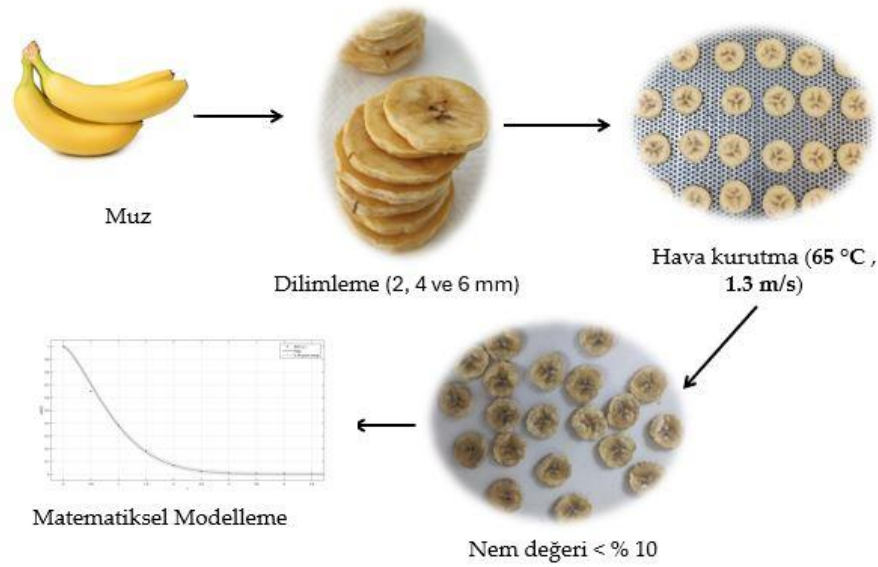 Muz
Dilimleme (2, 4 ve 6 mm)
Hava kurutma (65 °C ,
1.3 m/s)
Nem değeri < % 10
Matematiksel Modelleme